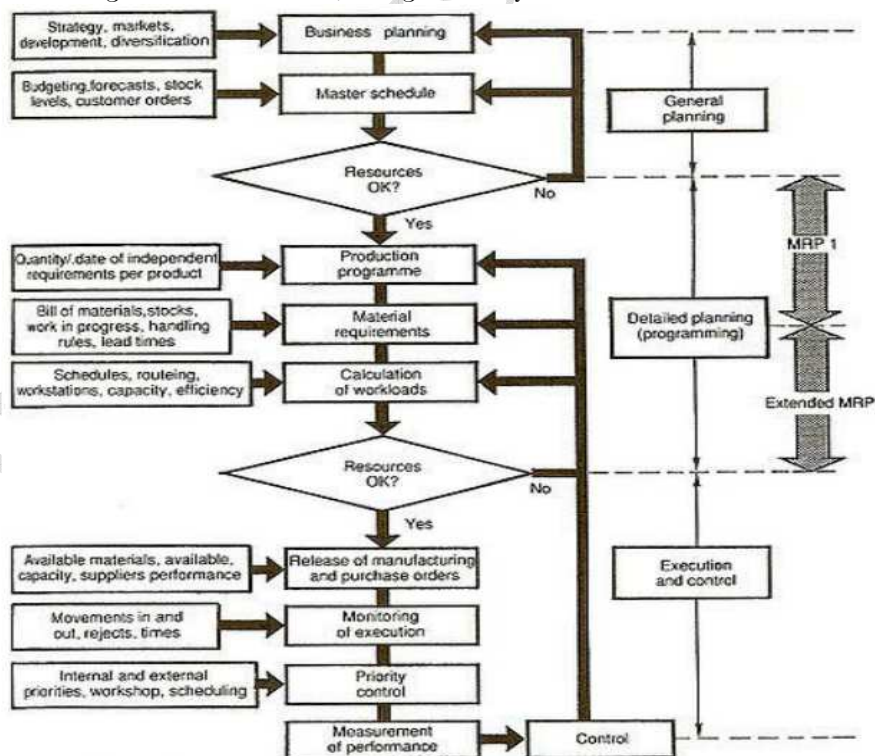 Strategy, markets,
development, diversification
Business planning
Budgeting,forecasts, stock
levels, customer orders
Master schedule
General
planning
Resources
OK?
No
Yes
MRP 1
Quantity/.date of independent
requirements per product
Production
programme
Bill of materials,stocks,
work in progress, handling
rules, lead times
Material
requirements
Detailed planning
(programming)
Schedules, routeing,
workstations, capacity, efficiency
Calculation
of workloads
Extended MRP
Resources
OK?
No
Yes
Available materials, available,
capacity, suppliers performance
Release of manufacturing
and purchase orders
Execution
and control
Movements in and
out, rejects, times
Monitoring
of execution
Internal and external
priorities, workshop, scheduling
Priority
control
Measurement
of performance
Control